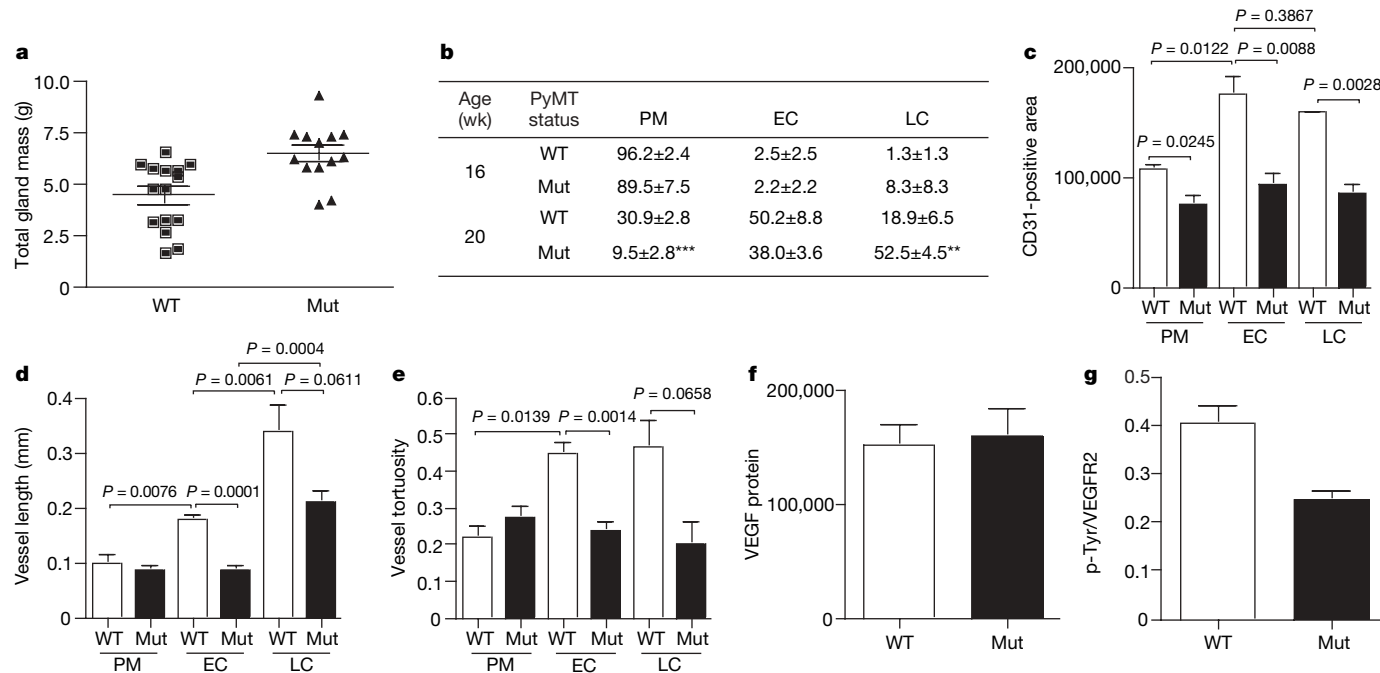 a
Total gland mass (g)
10.0
7.5
5.0
2.5
0
WT Mut
b
Age (wk) PyMT status PM EC LC
16 WT 96.2±2.4 2.5±2.5 1.3±1.3
Mut 89.5±7.5 2.2±2.2 8.3±8.3
20 WT 30.9±2.8 50.2±8.8 18.9±6.5
Mut 9.5±2.8*** 38.0±3.6 52.5±4.5**
c
CD31-positive area
P = 0.3867
P = 0.0122 P = 0.0088
P = 0.0028
P = 0.0245
200,000
100,000
0
WT Mut WT Mut WT Mut
PM EC LC
d
Vessel length (mm)
P = 0.0004
P = 0.0061 P = 0.0611
P = 0.0076 P = 0.0001
0.4
0.3
0.2
0.1
0
WT Mut WT Mut WT Mut
PM EC LC
e
Vessel tortuosity
P = 0.0658
P = 0.0139 P = 0.0014
0.6
0.5
0.4
0.3
0.2
0.1
0
WT Mut WT Mut WT Mut
PM EC LC
f
VEGF protein
200,000
100,000
0
WT Mut
g
p-Tyr/VEGFR2
0.5
0.4
0.3
0.2
0.1
0
WT Mut